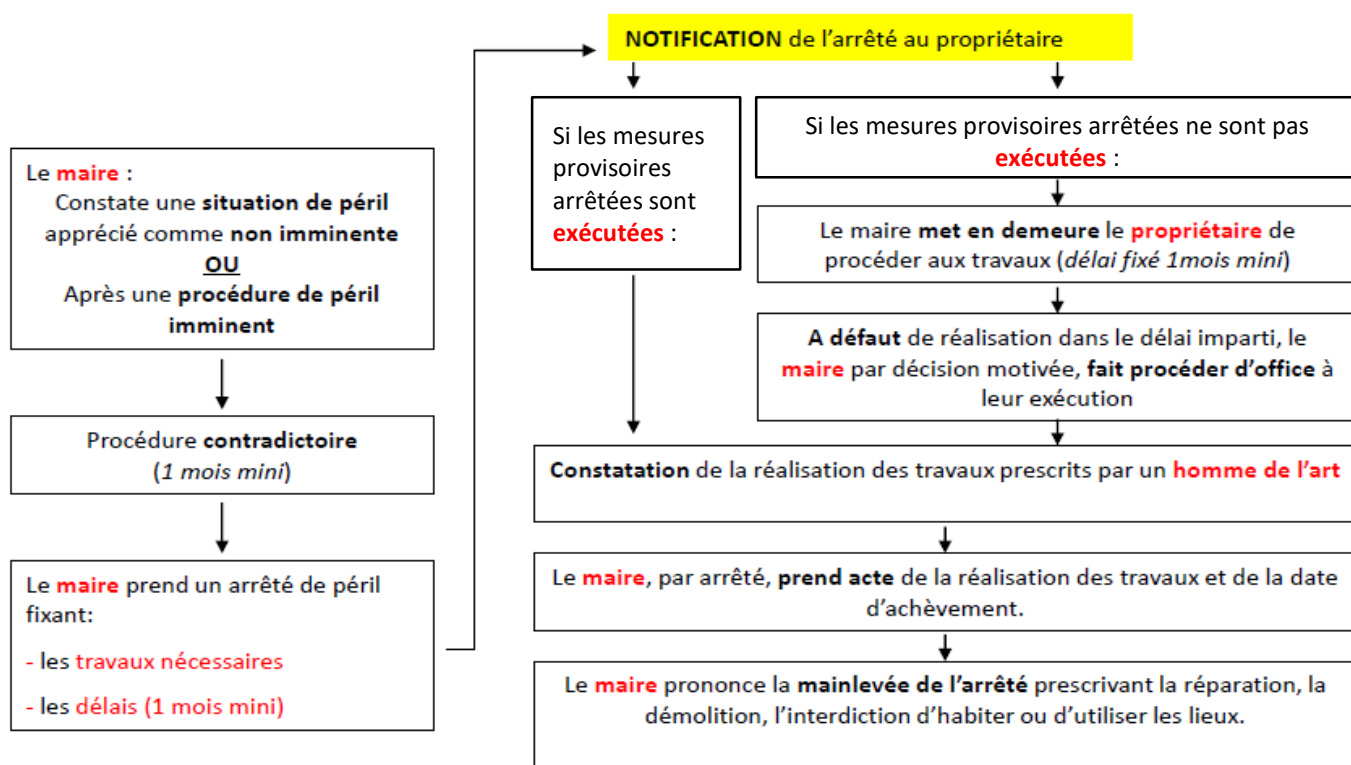 Le maire :
Constate une situation de péril
apprécié comme non imminente
OU
Après une procédure de péril
imminent
Procédure contradictoire
(1 mois mini)
Le maire prend un arrêté de péril
fixant:
- les travaux nécessaires
- les délais (1 mois mini)
NOTIFICATION de l'arrêté au propriétaire
Si les mesures
provisoires
arrêtées sont
exécutées :
Si les mesures provisoires arrêtées ne sont pas
exécutées :
Le maire met en demeure le propriétaire de
procéder aux travaux (délai fixé 1mois mini)
A défaut de réalisation dans le délai imparti, le
maire par décision motivée, fait procéder d'office à
leur exécution
Constatation de la réalisation des travaux prescrits par un homme de l'art
Le maire, par arrêté, prend acte de la réalisation des travaux et de la date
d'achèvement.
Le maire prononce la mainlevée de l'arrêté prescrivant la réparation, la
démolition, l'interdiction d'habiter ou d'utiliser les lieux.